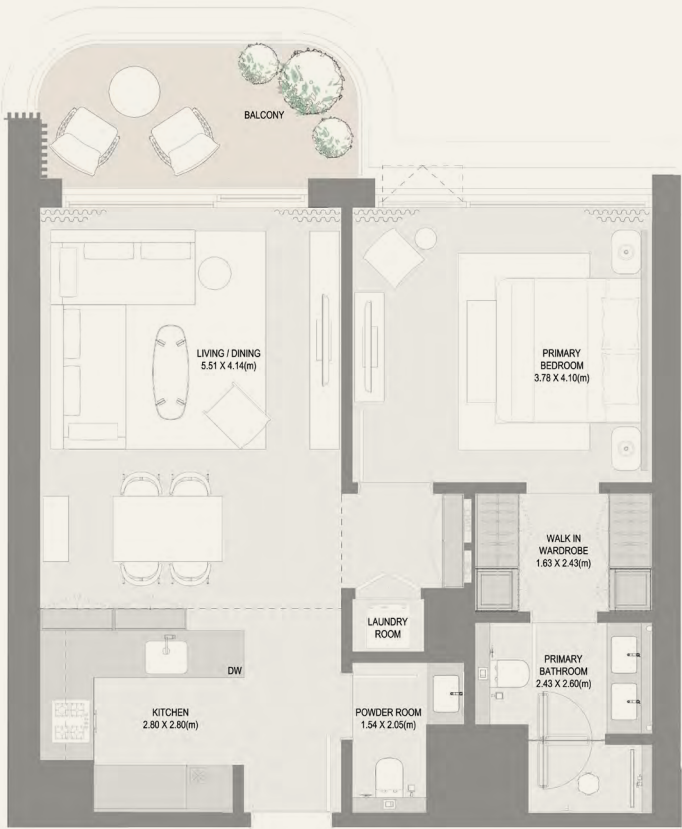 BALCONY
LIVING / DINING
5.51 X 4.14(m)
PRIMARY
BEDROOM
3.78 X 4.10(m)
WALK IN
WARDROBE
1.63 X 2.43(m)
LAUNDRY
ROOM
DW
PRIMARY
BATHROOM
2.43 X 2.60(m)
KITCHEN
2.80 X 2.80(m)
POWDER ROOM
1.54 X 2.05(m)